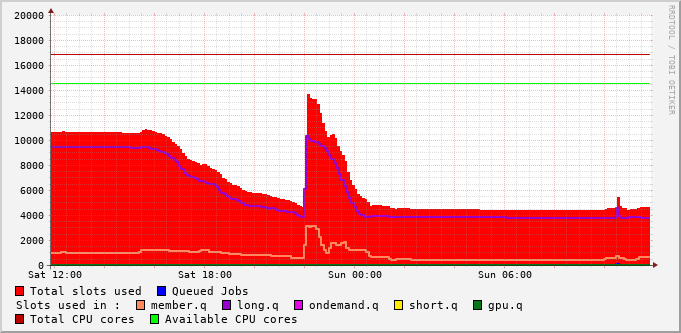 20000
18000
16000
14000
12000
10000
8000
6000
4000
2000
0
Sat 12:00 Sat 18:00 Sun 00:00 Sun 06:00
RRDTOOL / TOBI OETIKER
Total slots used Queued Jobs
Slots used in : member.q long.q ondemand.q short.q gpu.q
Total CPU cores Available CPU cores